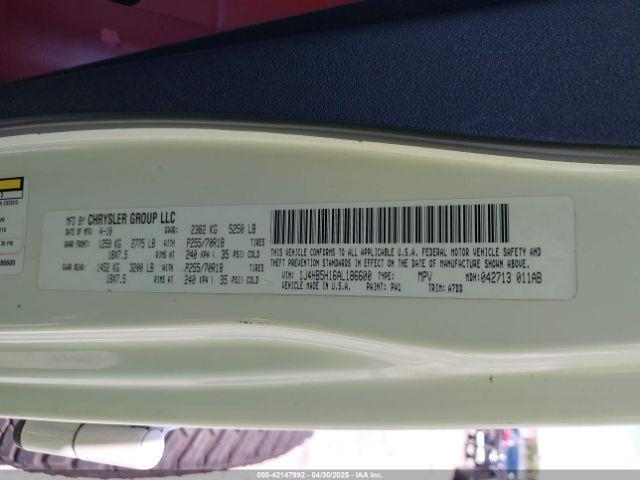 MFD BY CHRYSLER GROUP LLC
DATE OF MFR 4-10 GVWR: 2382 KG 5250 LB
GAWR FRONT: 1259 KG 2775 LB WITH P255/70R18 TIRES
18X7.5 RIMS AT 240 KPA( 35 PSI) COLD
GAWR REAR: 1452 KG 3200 LB WITH P255/70R18 TIRES
18X7.5 RIMS AT 240 KPA( 35 PSI) COLD
THIS VEHICLE CONFORMS TO ALL APPLICABLE U.S.A. FEDERAL MOTOR VEHICLE SAFETY AND
THEFT PREVENTION STANDARDS IN EFFECT ON THE DATE OF MANUFACTURE SHOWN ABOVE.
VIN: 1J4HB5H16AL186600 TYPE: MPV MDH: 042713 011AB
VEHICLE MADE IN U.S.A. PAINT: PW1 TRIM: A7DD
000-42147992 - 04/30/2025 - IAA